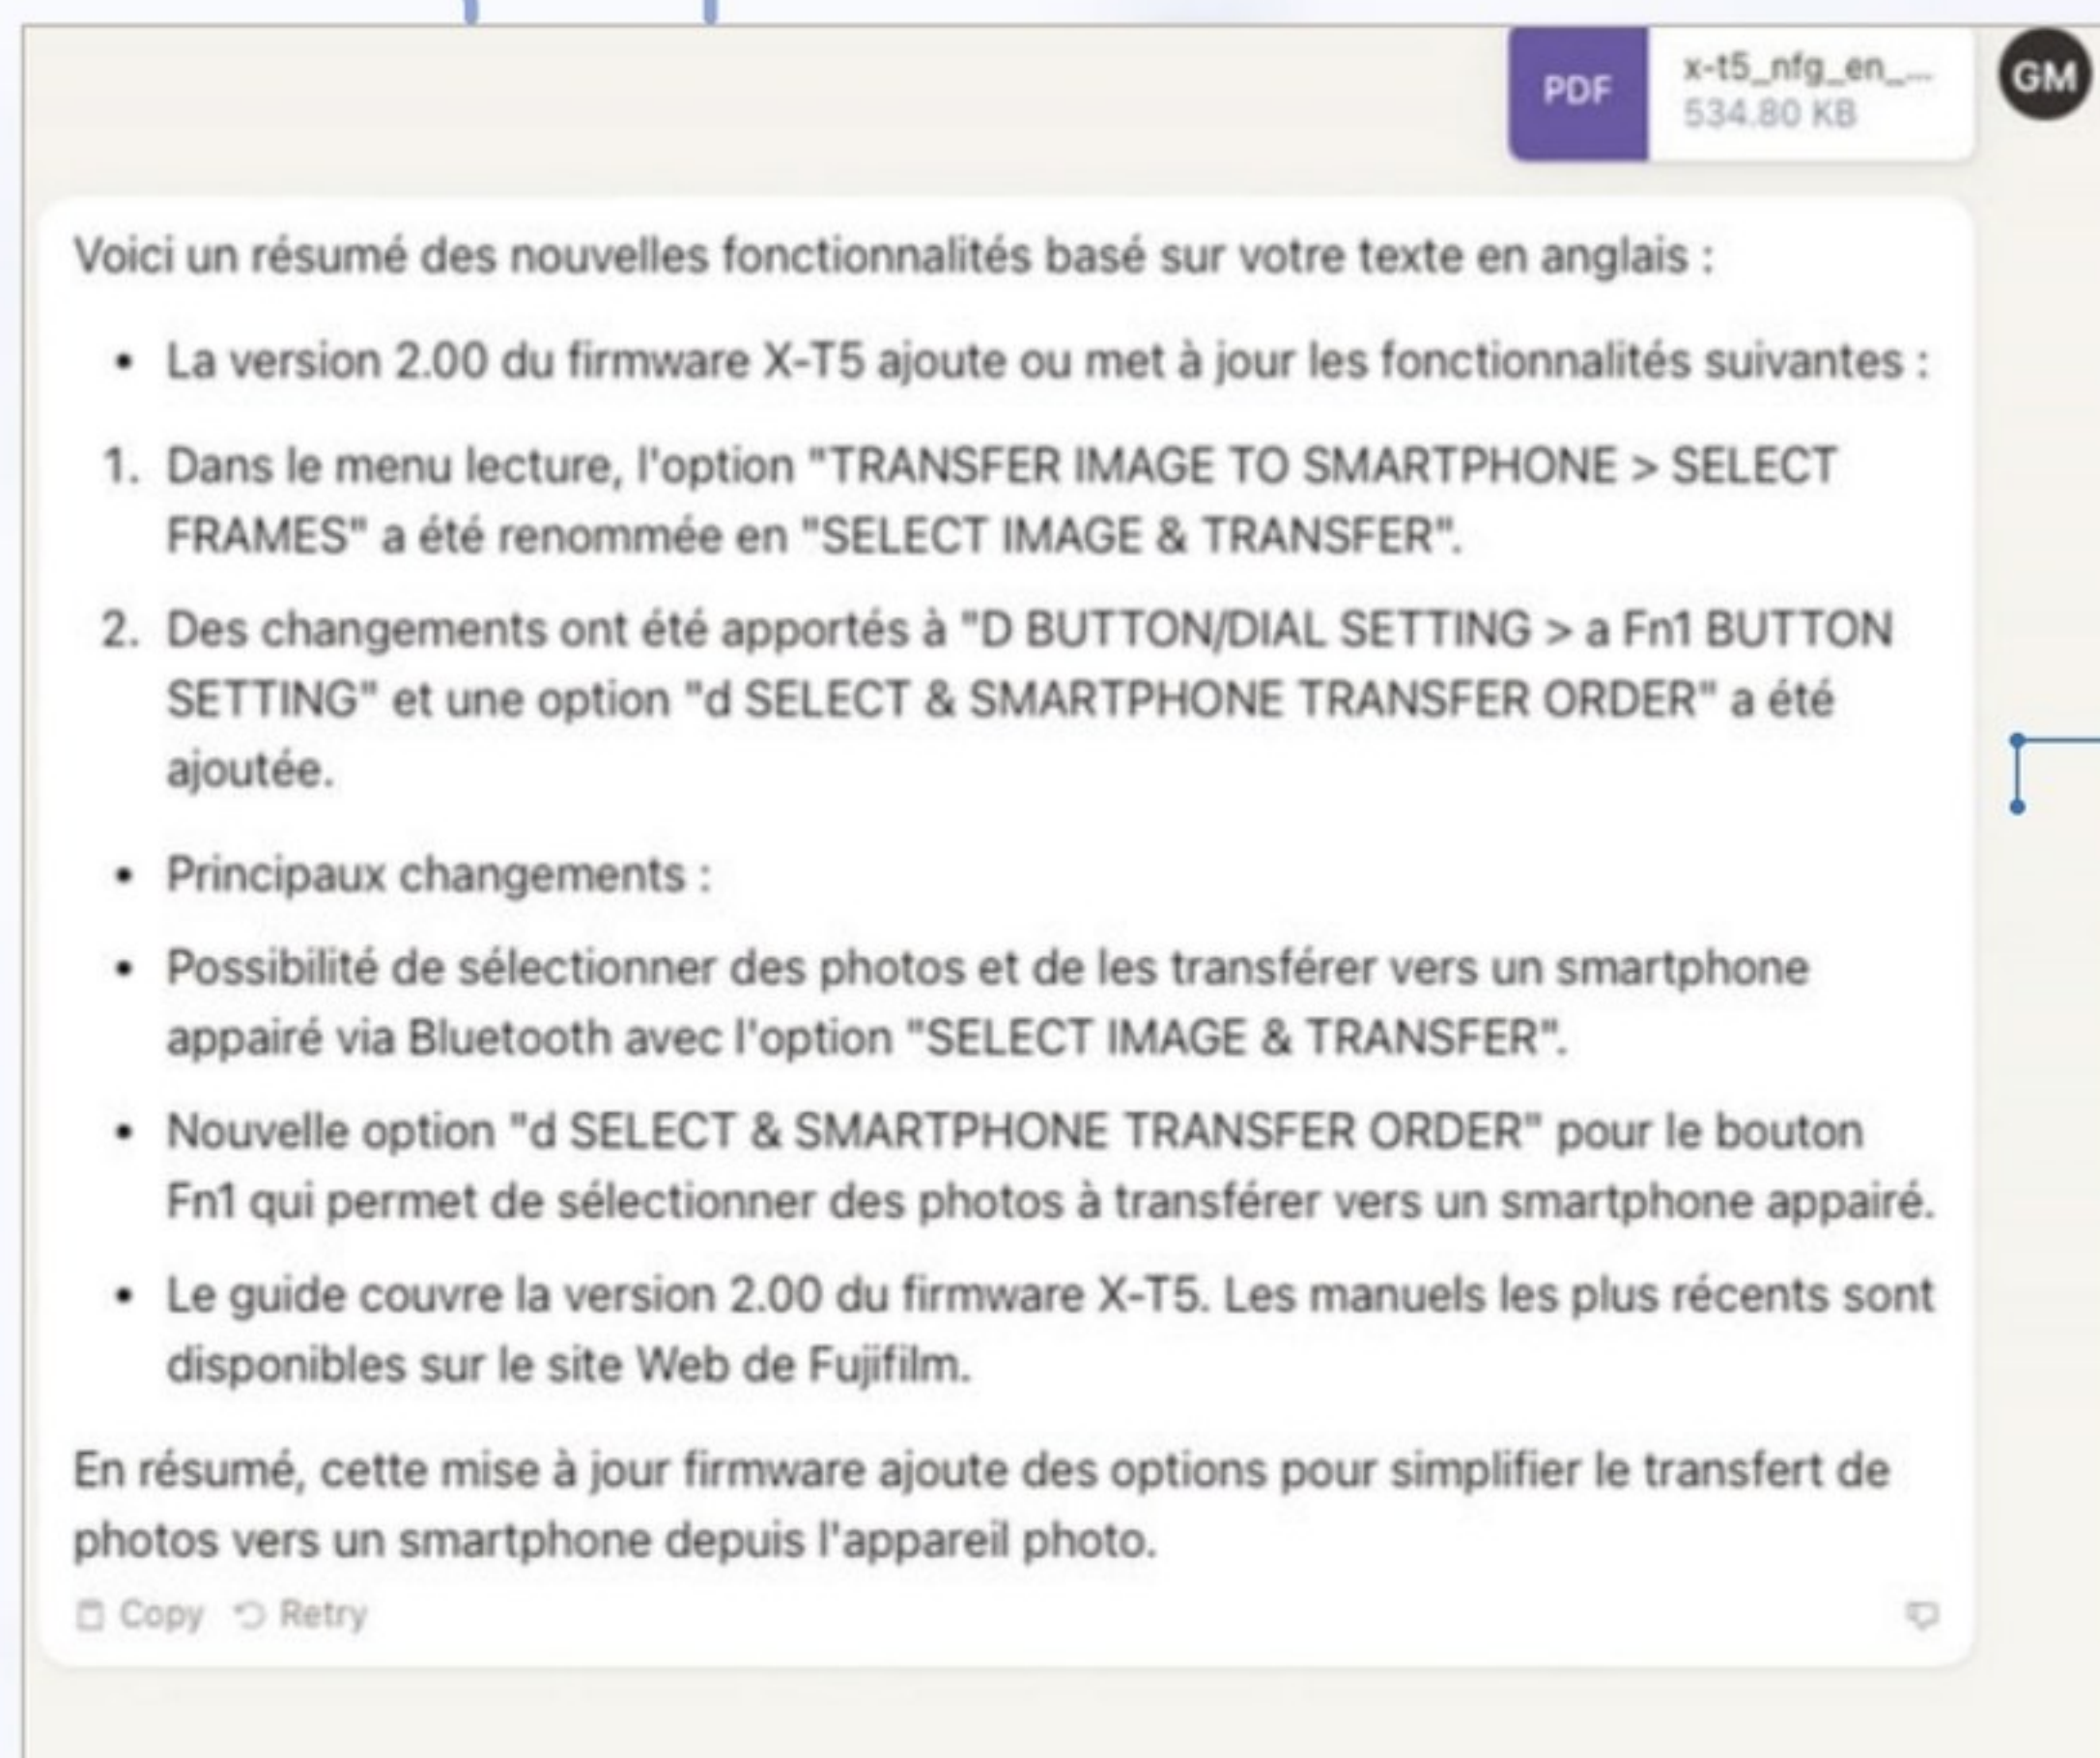 PDF
x-t5_nfg_en_...
534.80 KB
GM
Voici un résumé des nouvelles fonctionnalités basé sur votre texte en anglais :
• La version 2.00 du firmware X-T5 ajoute ou met à jour les fonctionnalités suivantes :
1. Dans le menu lecture, l'option "TRANSFER IMAGE TO SMARTPHONE > SELECT
FRAMES" a été renommée en "SELECT IMAGE & TRANSFER".
2. Des changements ont été apportés à "D BUTTON/DIAL SETTING > a Fn1 BUTTON
SETTING" et une option "d SELECT & SMARTPHONE TRANSFER ORDER" a été
ajoutée.
• Principaux changements :
• Possibilité de sélectionner des photos et de les transférer vers un smartphone
appairé via Bluetooth avec l'option "SELECT IMAGE & TRANSFER".
• Nouvelle option "d SELECT & SMARTPHONE TRANSFER ORDER" pour le bouton
Fn1 qui permet de sélectionner des photos à transférer vers un smartphone appairé.
• Le guide couvre la version 2.00 du firmware X-T5. Les manuels les plus récents sont
disponibles sur le site Web de Fujifilm.
En résumé, cette mise à jour firmware ajoute des options pour simplifier le transfert de
photos vers un smartphone depuis l'appareil photo.
Copy Retry